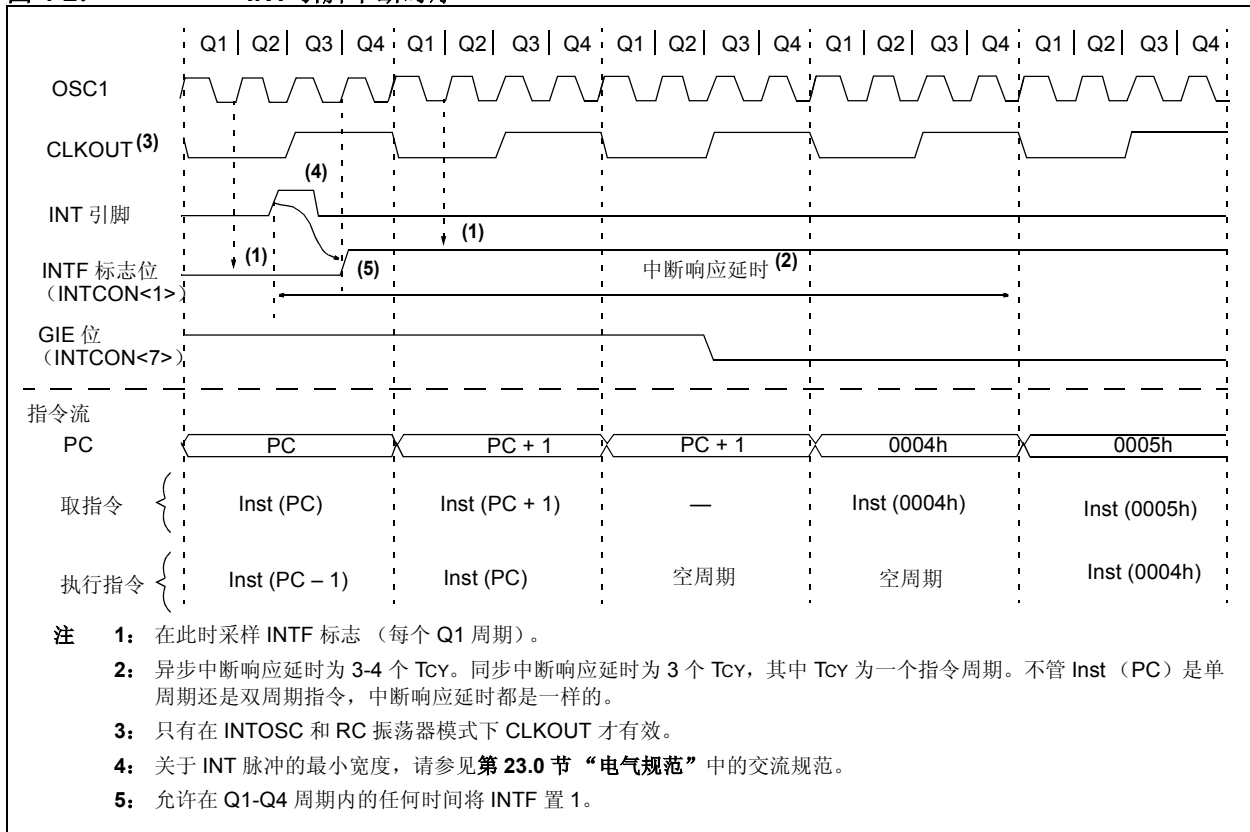 Q1 Q2 Q3 Q4 Q1 Q2 Q3 Q4 Q1 Q2 Q3 Q4 Q1 Q2 Q3 Q4 Q1 Q2 Q3 Q4
OSC1
CLKOUT (3)
(4)
INT 引脚
(1)
(1)
(5)
INTF 标志位
(INTCON<1>)
中断响应延时 (2)
GIE 位
(INTCON<7>)
指令流
PC PC PC + 1 PC + 1 0004h 0005h
取指令 Inst (PC) Inst (PC + 1) — Inst (0004h) Inst (0005h)
执行指令 Inst (PC – 1) Inst (PC) 空周期 空周期 Inst (0004h)
注 1： 在此时采样 INTF 标志 （每个 Q1 周期）。
2： 异步中断响应延时为 3-4 个 TCY。同步中断响应延时为 3 个 TCY，其中 TCY 为一个指令周期。不管 Inst （PC）是单
周期还是双周期指令，中断响应延时都是一样的。
3： 只有在 INTOSC 和 RC 振荡器模式下 CLKOUT 才有效。
4： 关于 INT 脉冲的最小宽度，请参见第 23.0 节 “电气规范”中的交流规范。
5： 允许在 Q1-Q4 周期内的任何时间将 INTF 置 1。